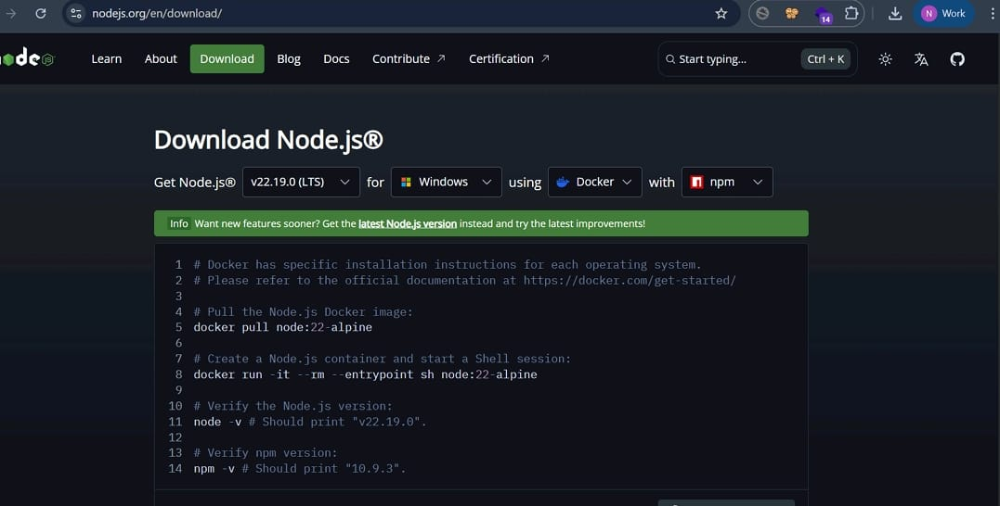 nodejs.org/en/download/
14
N Work
node
Learn About Download Blog Docs Contribute Certification Start typing... Ctrl + K
Download Node.js®
Get Node.js® v22.19.0 (LTS) for Windows using Docker with npm
Info Want new features sooner? Get the latest Node.js version instead and try the latest improvements!
1 # Docker has specific installation instructions for each operating system.
2 # Please refer to the official documentation at https://docker.com/get-started/
3
4 # Pull the Node.js Docker image:
5 docker pull node:22-alpine
6
7 # Create a Node.js container and start a Shell session:
8 docker run -it --rm --entrypoint sh node:22-alpine
9
10 # Verify the Node.js version:
11 node -v # Should print "v22.19.0".
12
13 # Verify npm version:
14 npm -v # Should print "10.9.3".